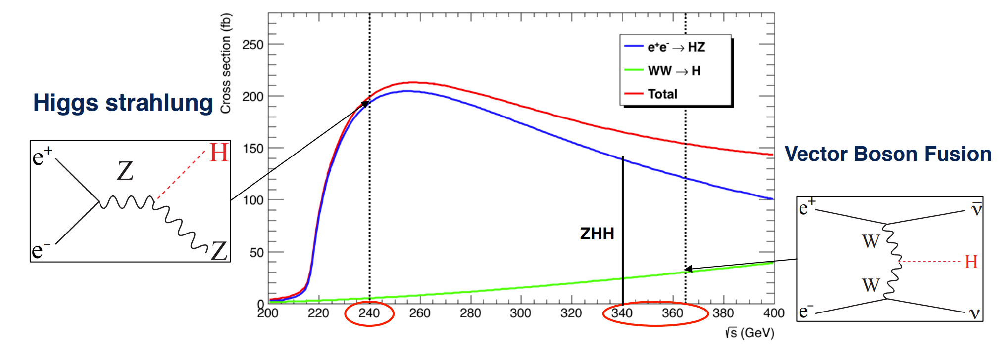 Cross section (fb)
250
200
150
100
50
0
200 220 240 260 280 300 320 340 360 380 400
√s (GeV)
e⁺e⁻ → HZ
WW → H
Total
ZHH
Higgs strahlung
e⁺
e⁻
Z
H
Z
Vector Boson Fusion
e⁺
e⁻
W
W
H
ν̄
ν